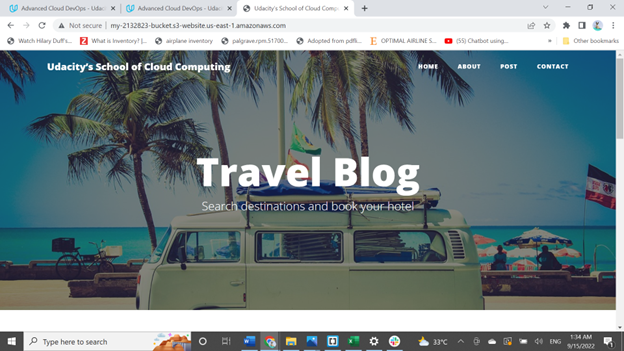 Advanced Cloud DevOps - Udac
Advanced Cloud DevOps - Udac
Udacity's School of Cloud Comp
Not secure | my-2132823-bucket.s3-website.us-east-1.amazonaws.com
Watch Hilary Duff's...
What is Inventory? |...
airplane inventory
palgrave.rpm.51700...
Adopted from pdfli...
OPTIMAL AIRLINE S...
(55) Chatbot using...
»
Other bookmarks
Udacity's School of Cloud Computing
HOME
ABOUT
POST
CONTACT
Travel Blog
Search destinations and book your hotel
Type here to search
33°C
ENG
1:34 AM
9/15/2022